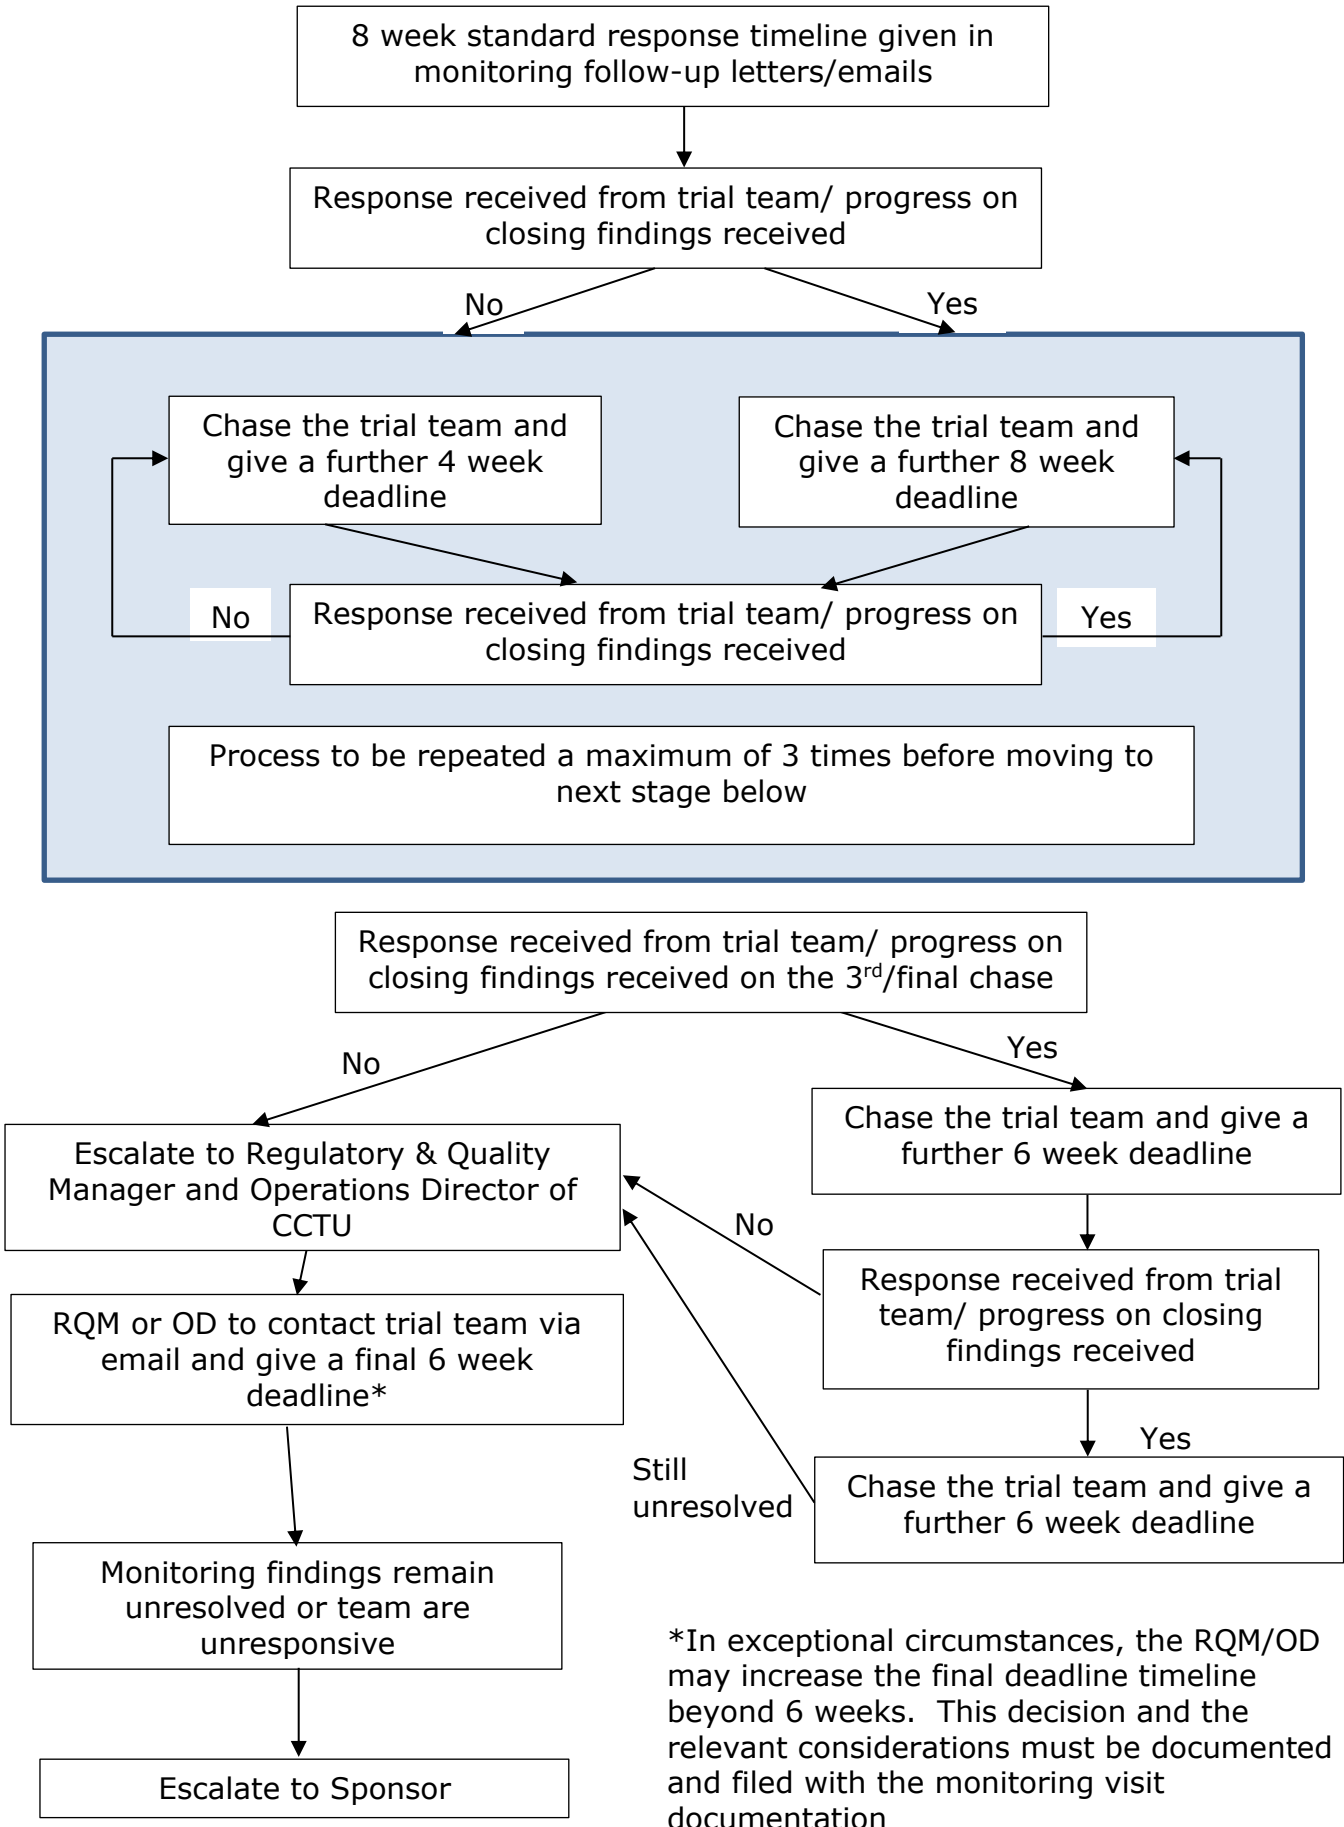 8 week standard response timeline given in
monitoring follow-up letters/emails
Response received from trial team/ progress on
closing findings received
No
Yes
Chase the trial team and
give a further 4 week
deadline
Chase the trial team and
give a further 8 week
deadline
No
Response received from trial team/ progress on
closing findings received
Yes
Process to be repeated a maximum of 3 times before moving to
next stage below
Response received from trial team/ progress on
closing findings received on the 3rd/final chase
No
Yes
Escalate to Regulatory & Quality
Manager and Operations Director of
CCTU
Chase the trial team and give a
further 6 week deadline
No
RQM or OD to contact trial team via
email and give a final 6 week
deadline*
Response received from trial
team/ progress on closing
findings received
Yes
Still
unresolved
Chase the trial team and give a
further 6 week deadline
Monitoring findings remain
unresolved or team are
unresponsive
Escalate to Sponsor
*In exceptional circumstances, the RQM/OD
may increase the final deadline timeline
beyond 6 weeks.  This decision and the
relevant considerations must be documented
and filed with the monitoring visit
documentation